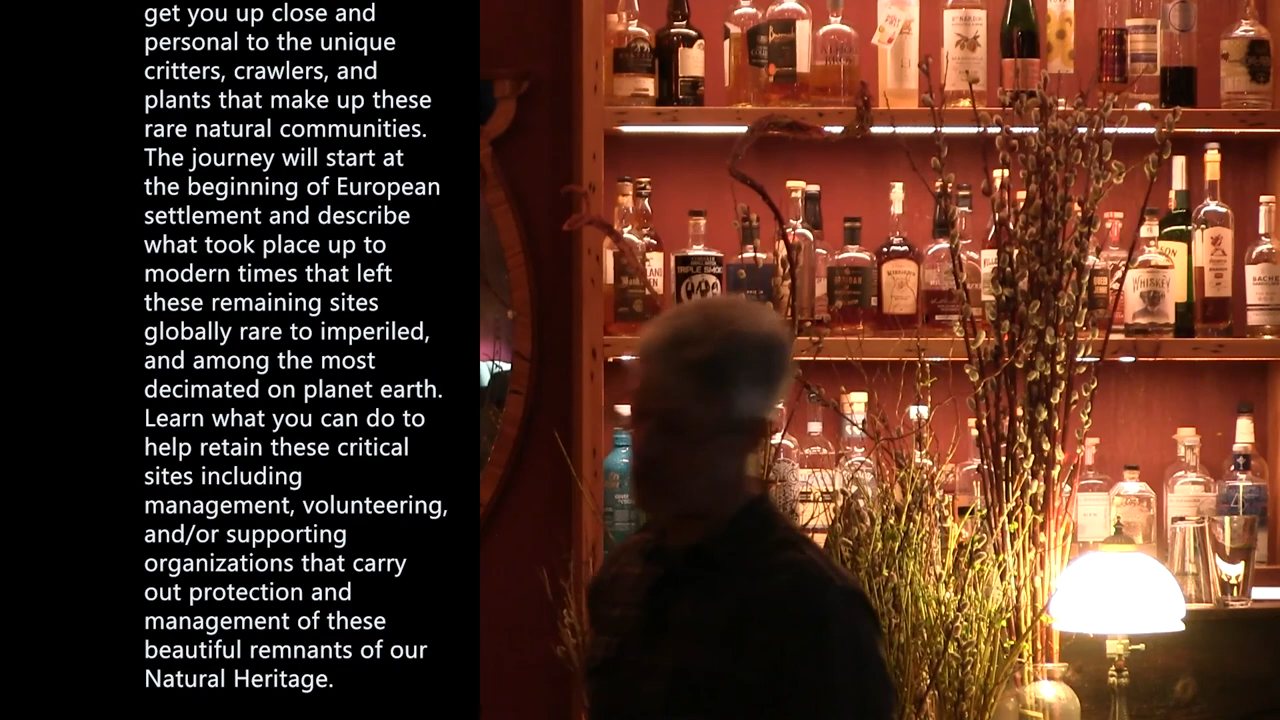 get you up close and
personal to the unique
critters, crawlers, and
plants that make up these
rare natural communities.
The journey will start at
the beginning of European
settlement and describe
what took place up to
modern times that left
these remaining sites
globally rare to imperiled,
and among the most
decimated on planet earth.
Learn what you can do to
help retain these critical
sites including
management, volunteering,
and/or supporting
organizations that carry
out protection and
management of these
beautiful remnants of our
Natural Heritage.
TRIPLE SMOKE
WHISKEY